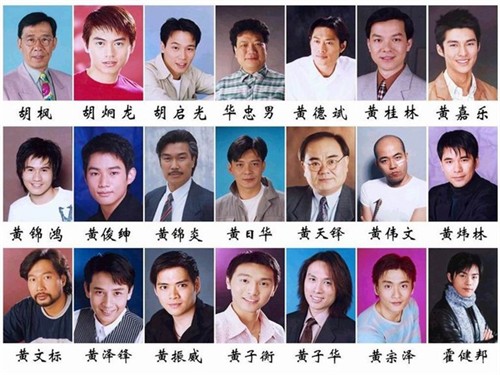 胡枫 胡炯龙 胡启光 华忠男 黄德斌 黄桂林 黄嘉乐
黄锦鸿 黄俊绅 黄锦炎 黄日华 黄天铎 黄伟文 黄炜林
黄文标 黄泽锋 黄振威 黄子衡 黄子华 黄宗泽 霍健邦